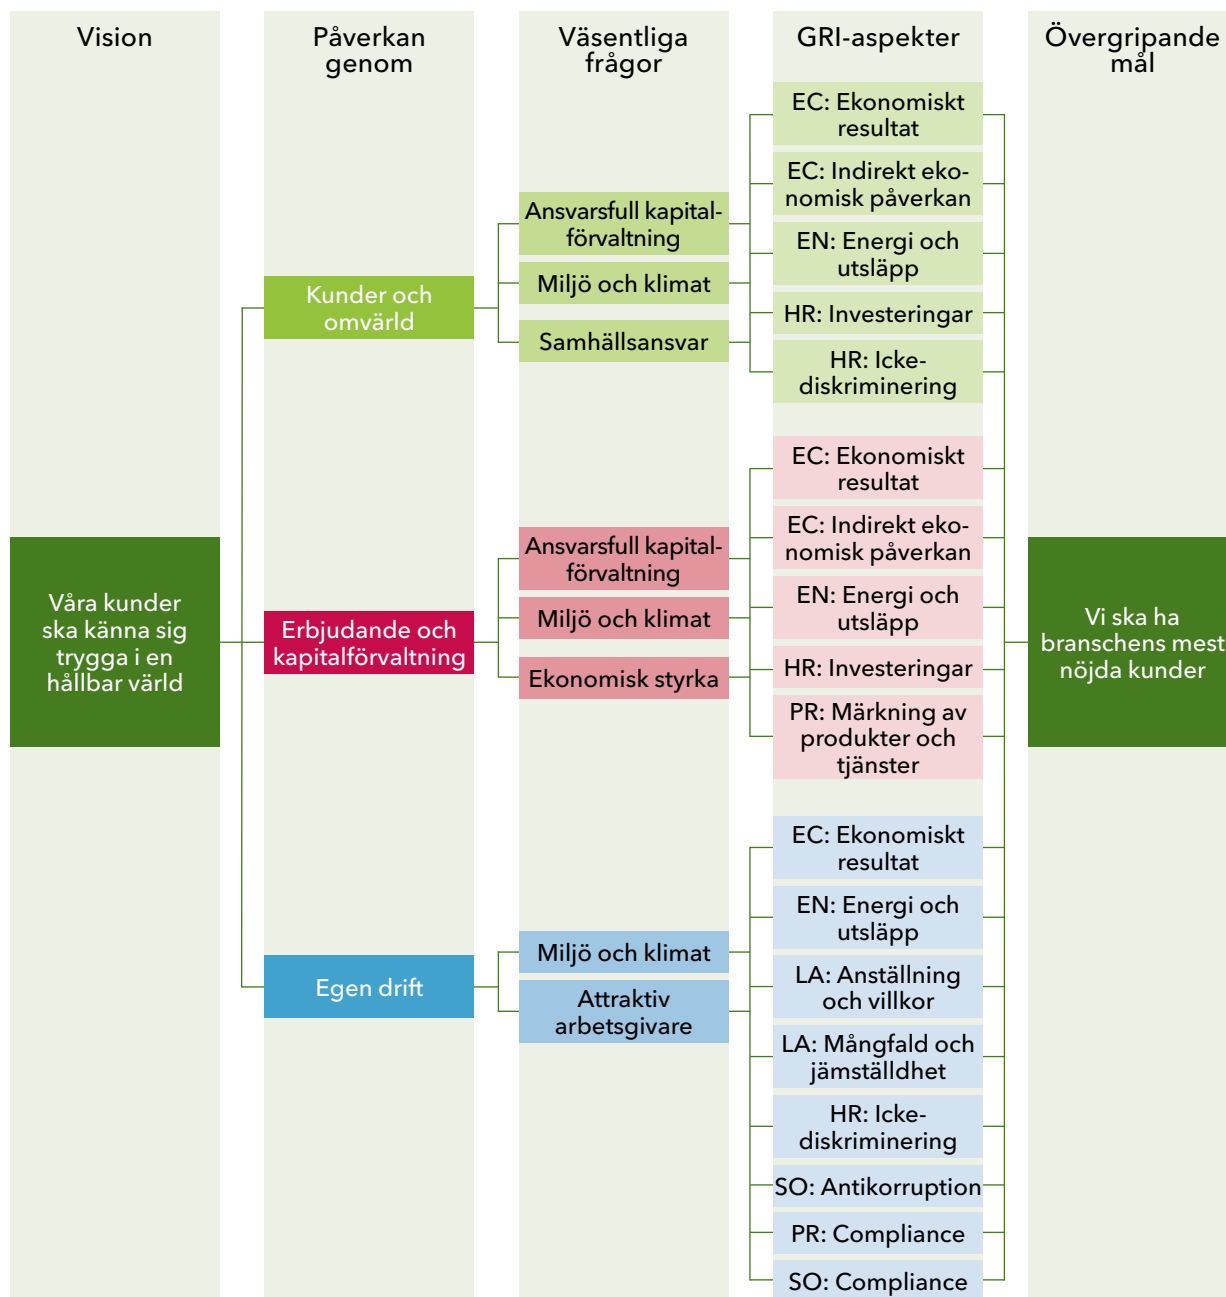 Vision
Påverkan
genom
Väsentliga
frågor
GRI-aspekter
Övergripande
mål
Våra kunder
ska känna sig
trygga i en
hållbar värld
Kunder och
omvärld
Ansvarsfull kapital-
förvaltning
Miljö och klimat
Samhällsansvar
EC: Ekonomiskt
resultat
EC: Indirekt eko-
nomisk påverkan
EN: Energi och
utsläpp
HR: Investeringar
HR: Icke-
diskriminering
Erbjudande och
kapitalförvaltning
Ansvarsfull kapital-
förvaltning
Miljö och klimat
Ekonomisk styrka
EC: Ekonomiskt
resultat
EC: Indirekt eko-
nomisk påverkan
EN: Energi och
utsläpp
HR: Investeringar
PR: Märkning av
produkter och
tjänster
Egen drift
Miljö och klimat
Attraktiv
arbetsgivare
EC: Ekonomiskt
resultat
EN: Energi och
utsläpp
LA: Anställning
och villkor
LA: Mångfald och
jämställdhet
HR: Icke-
diskriminering
SO: Antikorruption
PR: Compliance
SO: Compliance
Vi ska ha
branschens mest
nöjda kunder